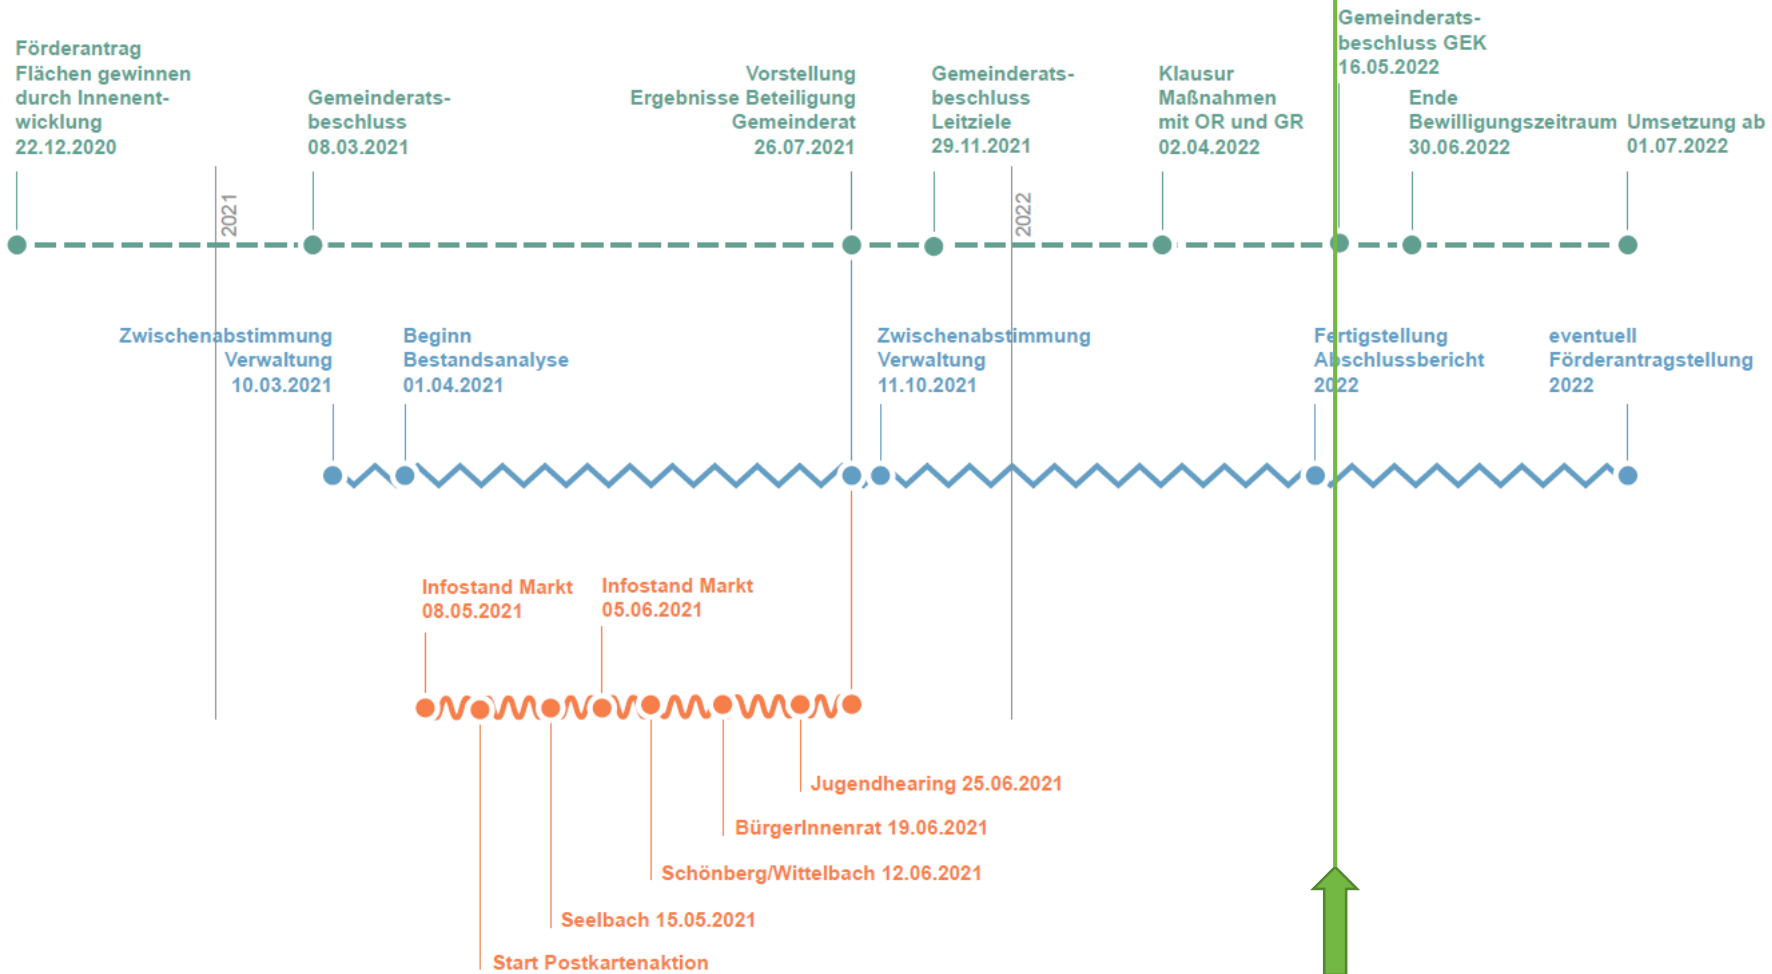 Förderantrag
Flächen gewinnen
durch Innenent-
wicklung
22.12.2020
Gemeinderats-
beschluss
08.03.2021
Vorstellung
Ergebnisse Beteiligung
Gemeinderat
26.07.2021
Gemeinderats-
beschluss
Leitziele
29.11.2021
Klausur
Maßnahmen
mit OR und GR
02.04.2022
Gemeinderats-
beschluss GEK
16.05.2022
Ende
Bewilligungszeitraum
30.06.2022
Umsetzung ab
01.07.2022
2021
2022
Zwischenabstimmung
Verwaltung
10.03.2021
Beginn
Bestandsanalyse
01.04.2021
Zwischenabstimmung
Verwaltung
11.10.2021
Fertigstellung
Abschlussbericht
2022
eventuell
Förderantragstellung
2022
Infostand Markt
08.05.2021
Infostand Markt
05.06.2021
Jugendhearing 25.06.2021
BürgerInnenrat 19.06.2021
Schönberg/Wittelbach 12.06.2021
Seelbach 15.05.2021
Start Postkartenaktion